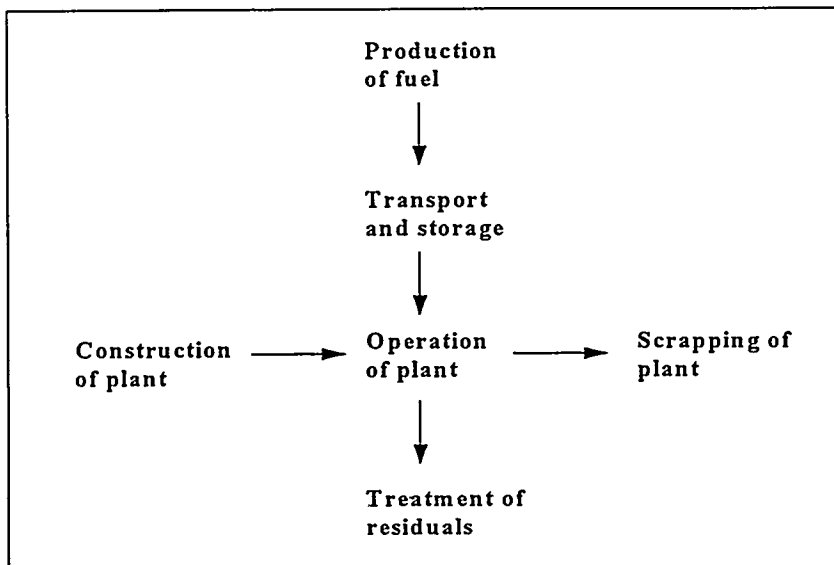 Production
of fuel
Transport
and storage
Construction
of plant
Operation
of plant
Scrapping of
plant
Treatment of
residuals